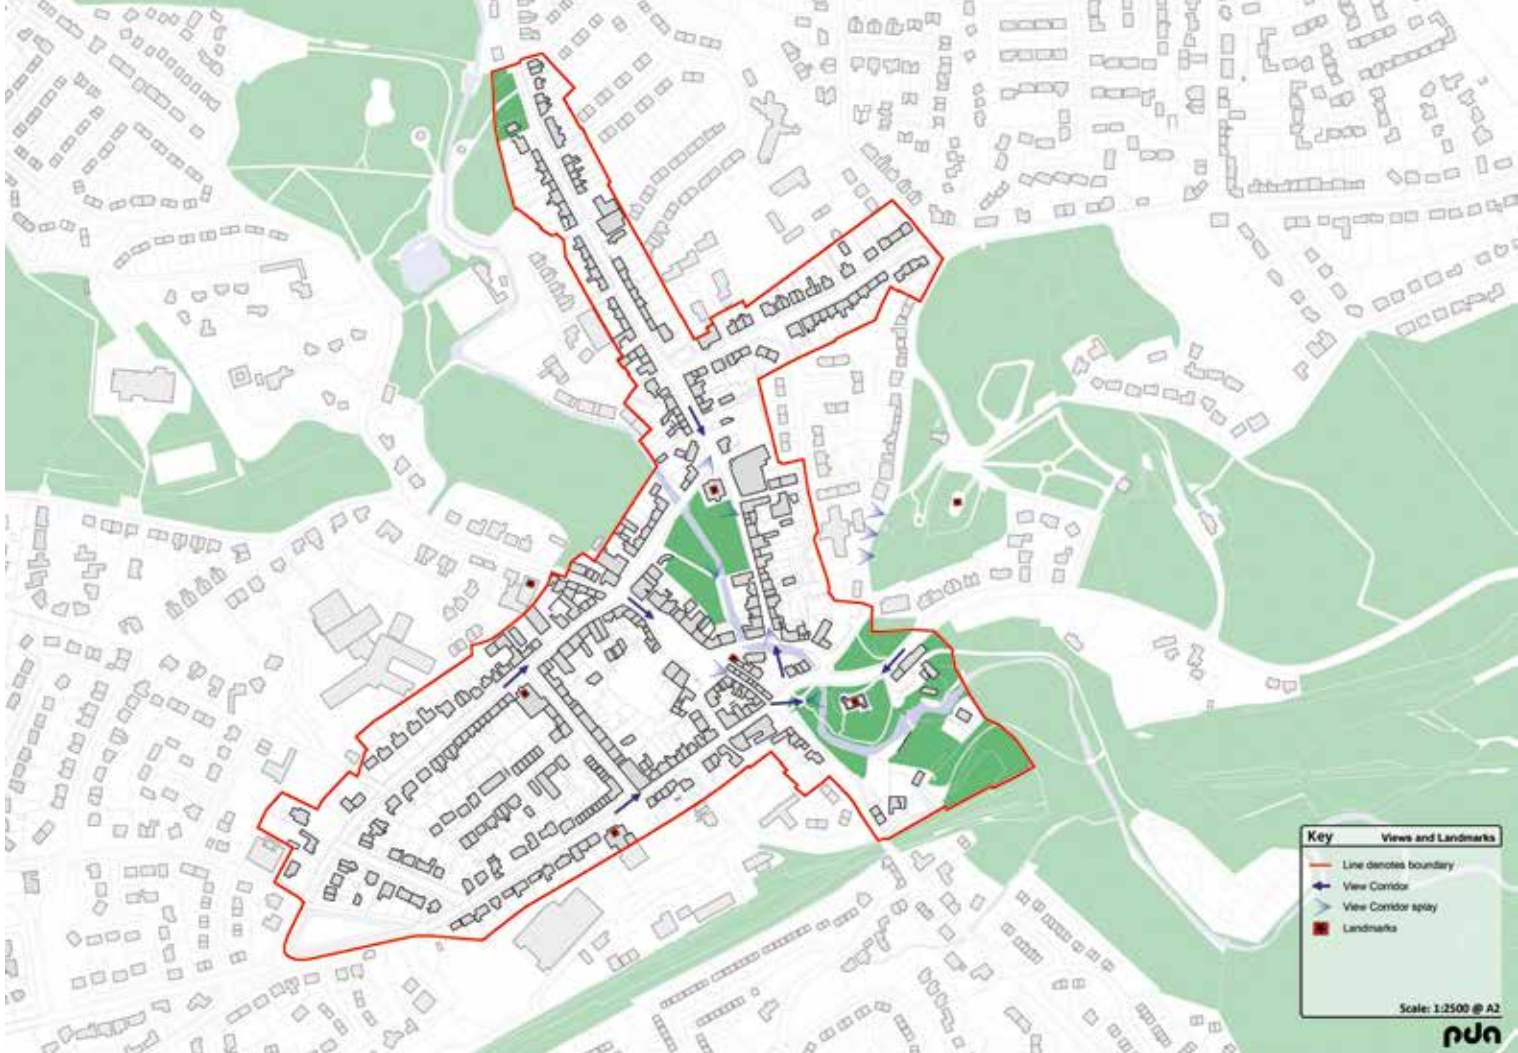 Key Views and Landmarks
Line denotes boundary
View Corridor
View Corridor splay
Landmarks
Scale: 1:2500 @ A2
pda